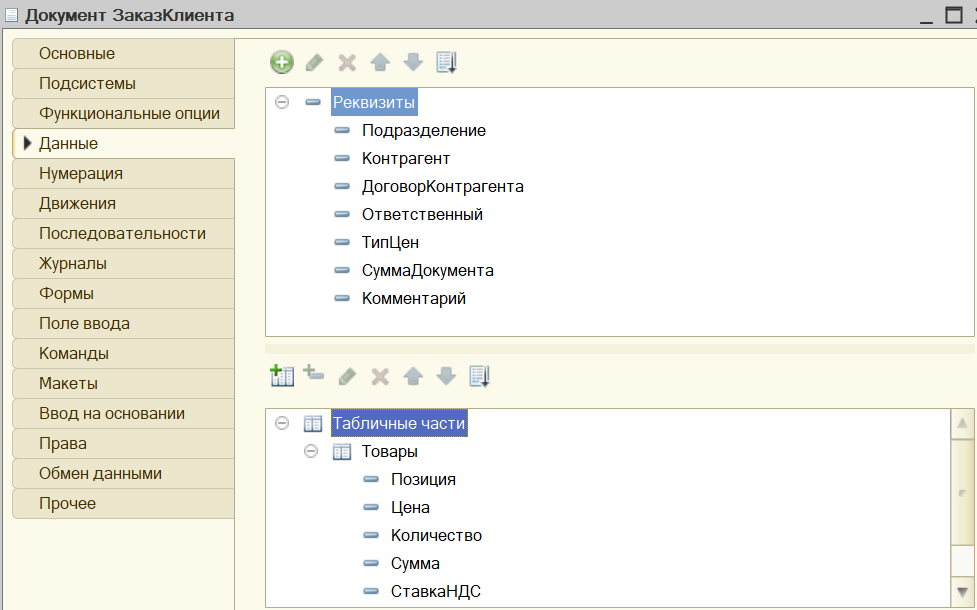 Документ ЗаказКлиента
Основные
Подсистемы
Функциональные опции
Данные
Нумерация
Движения
Последовательности
Журналы
Формы
Поле ввода
Команды
Макеты
Ввод на основании
Права
Обмен данными
Прочее
Реквизиты
Подразделение
Контрагент
ДоговорКонтрагента
Ответственный
ТипЦен
СуммаДокумента
Комментарий
Табличные части
Товары
Позиция
Цена
Количество
Сумма
СтавкаНДС